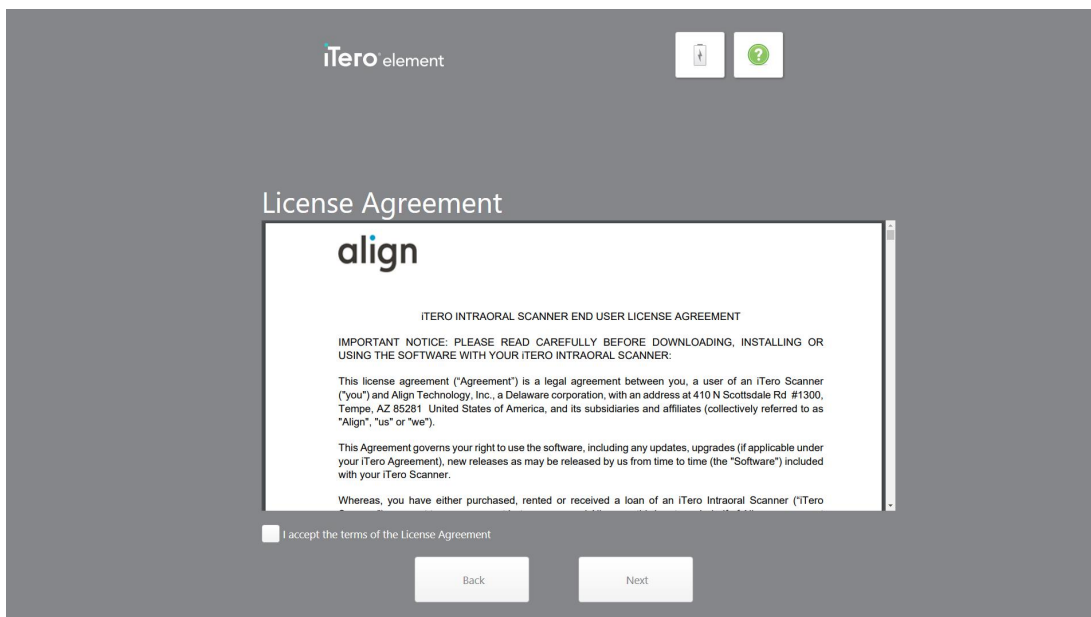 iTero element
?
License Agreement
align
iTERO INTRAORAL SCANNER END USER LICENSE AGREEMENT
IMPORTANT NOTICE: PLEASE READ CAREFULLY BEFORE DOWNLOADING, INSTALLING OR
USING THE SOFTWARE WITH YOUR iTERO INTRAORAL SCANNER:
This license agreement ("Agreement") is a legal agreement between you, a user of an iTero Scanner
("you") and Align Technology, Inc., a Delaware corporation, with an address at 410 N Scottsdale Rd #1300,
Tempe, AZ 85281 United States of America, and its subsidiaries and affiliates (collectively referred to as
"Align", "us" or "we").
This Agreement governs your right to use the software, including any updates, upgrades (if applicable under
your iTero Agreement), new releases as may be released by us from time to time (the "Software") included
with your iTero Scanner.
Whereas, you have either purchased, rented or received a loan of an iTero Intraoral Scanner ("iTero
I accept the terms of the License Agreement
Back
Next